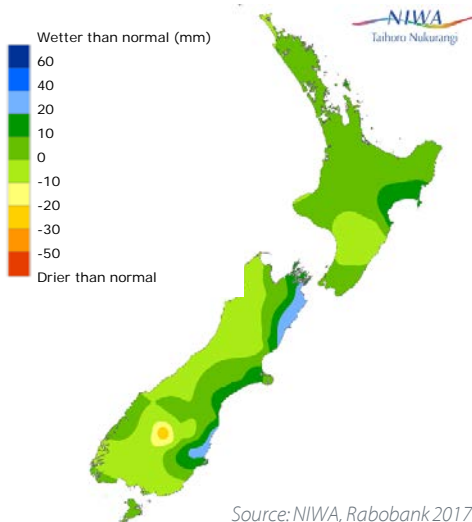 NIWA
Taihoro Nukurangi
Wetter than normal (mm)
60
40
20
10
0
-10
-20
-30
-50
Drier than normal
Source: NIWA, Rabobank 2017